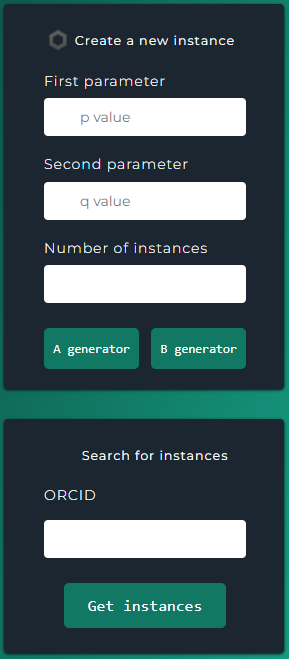 Create a new instance
First parameter
p value
Second parameter
q value
Number of instances
A generator B generator
Search for instances
ORCID
Get instances